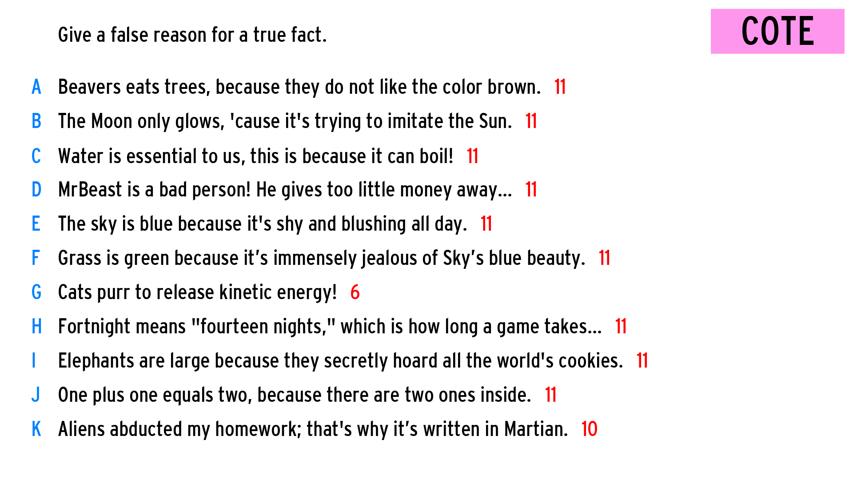 Give a false reason for a true fact.
COTE
A Beavers eats trees, because they do not like the color brown. 11
B The Moon only glows, 'cause it's trying to imitate the Sun. 11
C Water is essential to us, this is because it can boil! 11
D MrBeast is a bad person! He gives too little money away... 11
E The sky is blue because it's shy and blushing all day. 11
F Grass is green because it’s immensely jealous of Sky’s blue beauty. 11
G Cats purr to release kinetic energy! 6
H Fortnight means "fourteen nights," which is how long a game takes... 11
I Elephants are large because they secretly hoard all the world's cookies. 11
J One plus one equals two, because there are two ones inside. 11
K Aliens abducted my homework; that's why it’s written in Martian. 10